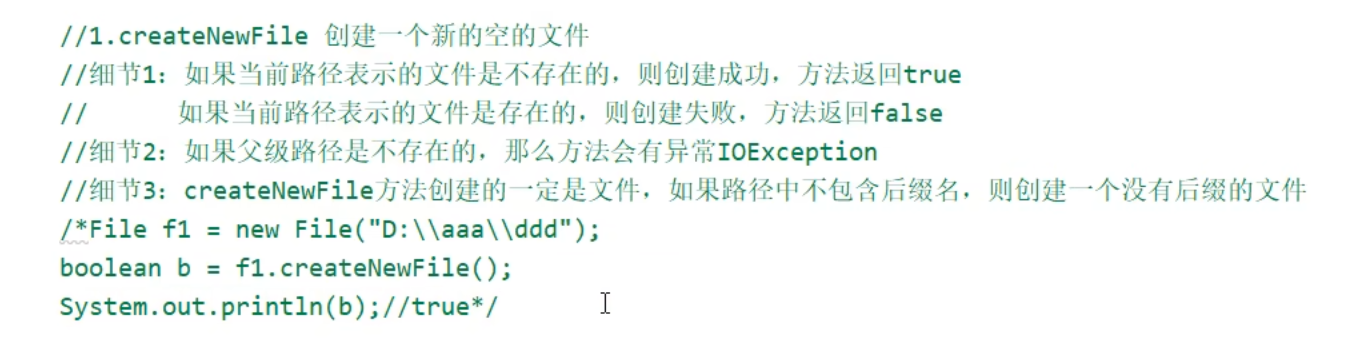 //1.createNewFile 创建一个新的空的文件
//细节1：如果当前路径表示的文件是不存在的，则创建成功，方法返回true
//      如果当前路径表示的文件是存在的，则创建失败，方法返回false
//细节2：如果父级路径是不存在的，那么方法会有异常IOException
//细节3：createNewFile方法创建的一定是文件，如果路径中不包含后缀名，则创建一个没有后缀的文件
/*File f1 = new File("D:\\aaa\\ddd");
boolean b = f1.createNewFile();
System.out.println(b);//true*/